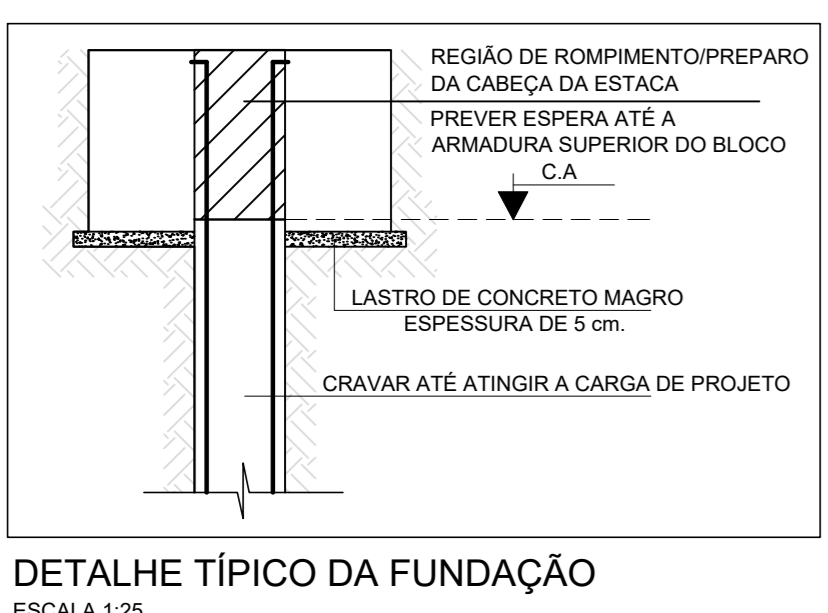 REGIÃO DE ROMPIMENTO/PREPARO
DA CABEÇA DA ESTACA
PREVER ESPERA ATÉ A
ARMADURA SUPERIOR DO BLOCO
C.A
LASTRO DE CONCRETO MAGRO
ESPESSURA DE 5 cm.
CRAVAR ATÉ ATINGIR A CARGA DE PROJETO
DETALHE TÍPICO DA FUNDAÇÃO
ESCALA 1:25